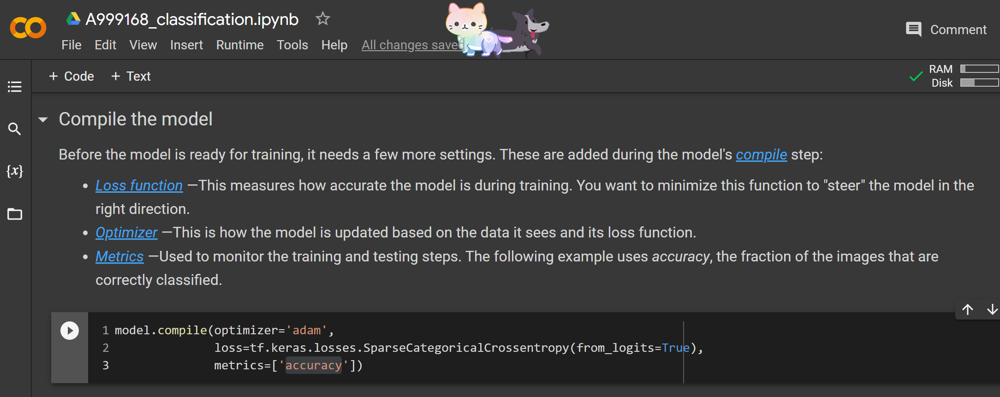 A999168_classification.ipynb
File Edit View Insert Runtime Tools Help All changes saved
Comment
+ Code + Text
RAM
Disk
{x}
Compile the model
Before the model is ready for training, it needs a few more settings. These are added during the model's compile step:
• Loss function —This measures how accurate the model is during training. You want to minimize this function to "steer" the model in the
right direction.
• Optimizer —This is how the model is updated based on the data it sees and its loss function.
• Metrics —Used to monitor the training and testing steps. The following example uses accuracy, the fraction of the images that are
correctly classified.
1 model.compile(optimizer='adam',
2 loss=tf.keras.losses.SparseCategoricalCrossentropy(from_logits=True),
3 metrics=['accuracy'])